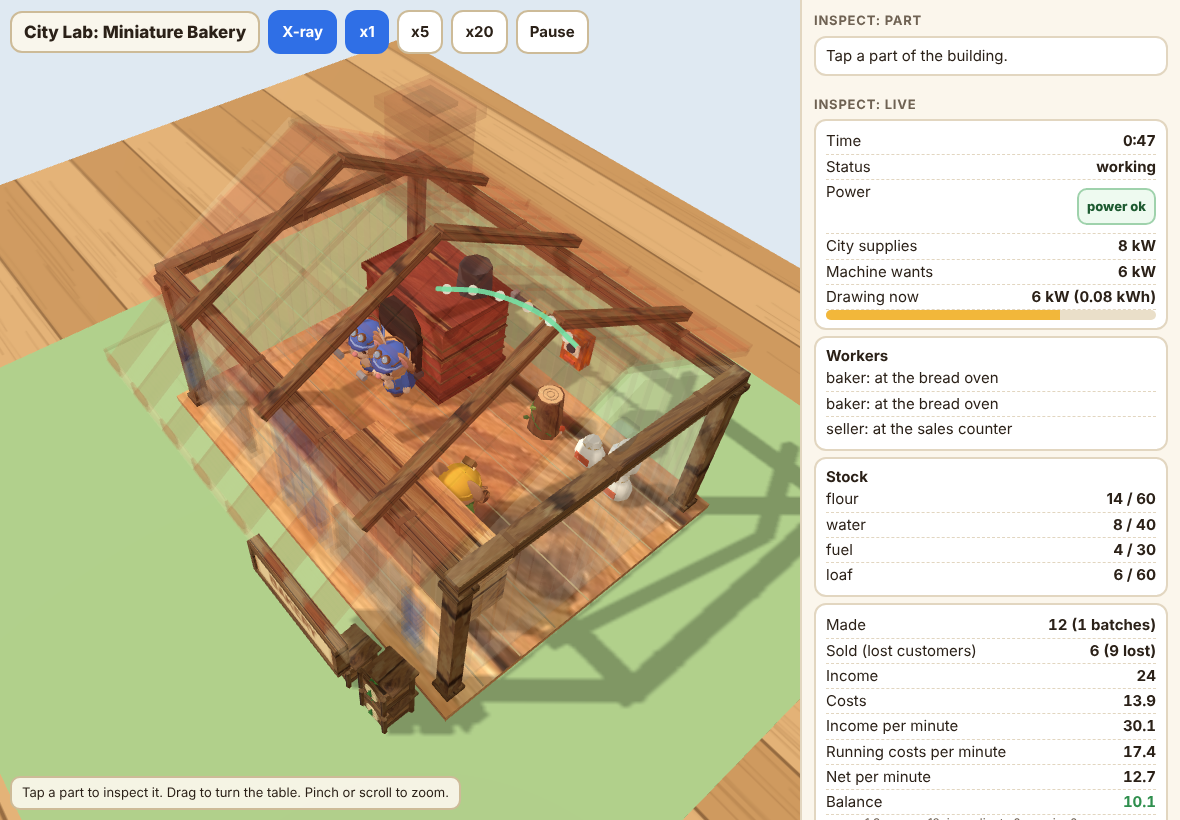 City Lab: Miniature Bakery
X-ray
x1
x5
x20
Pause
Tap a part to inspect it. Drag to turn the table. Pinch or scroll to zoom.
INSPECT: PART
Tap a part of the building.
INSPECT: LIVE
Time 0:47
Status working
Power power ok
City supplies 8 kW
Machine wants 6 kW
Drawing now 6 kW (0.08 kWh)
Workers
baker: at the bread oven
baker: at the bread oven
seller: at the sales counter
Stock
flour 14 / 60
water 8 / 40
fuel 4 / 30
loaf 6 / 60
Made 12 (1 batches)
Sold (lost customers) 6 (9 lost)
Income 24
Costs 13.9
Income per minute 30.1
Running costs per minute 17.4
Net per minute 12.7
Balance 10.1